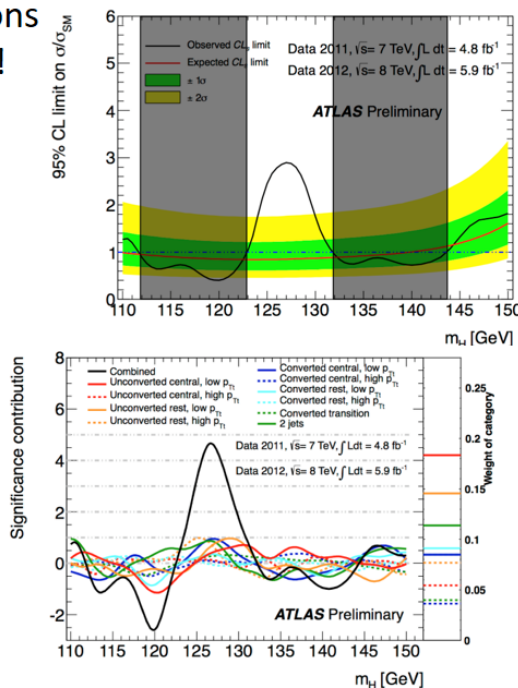 ons
!
95% CL limit on σ/σSM
6
5
4
3
2
1
0
Observed CLs limit
Expected CLs limit
± 1σ
± 2σ
Data 2011, √s= 7 TeV, ∫L dt = 4.8 fb-1
Data 2012, √s= 8 TeV, ∫L dt = 5.9 fb-1
ATLAS Preliminary
110 115 120 125 130 135 140 145 150
mH [GeV]
Significance contribution
8
6
4
2
0
-2
Combined
Unconverted central, low pTt
Unconverted central, high pTt
Unconverted rest, low pTt
Unconverted rest, high pTt
Converted central, low pTt
Converted central, high pTt
Converted rest, low pTt
Converted rest, high pTt
Converted transition
2 jets
Data 2011, √s= 7 TeV, ∫Ldt = 4.8 fb-1
Data 2012, √s= 8 TeV, ∫Ldt = 5.9 fb-1
ATLAS Preliminary
110 115 120 125 130 135 140 145 150
mH [GeV]
0.25
0.2
0.15
0.1
0.05
0
Weight of category